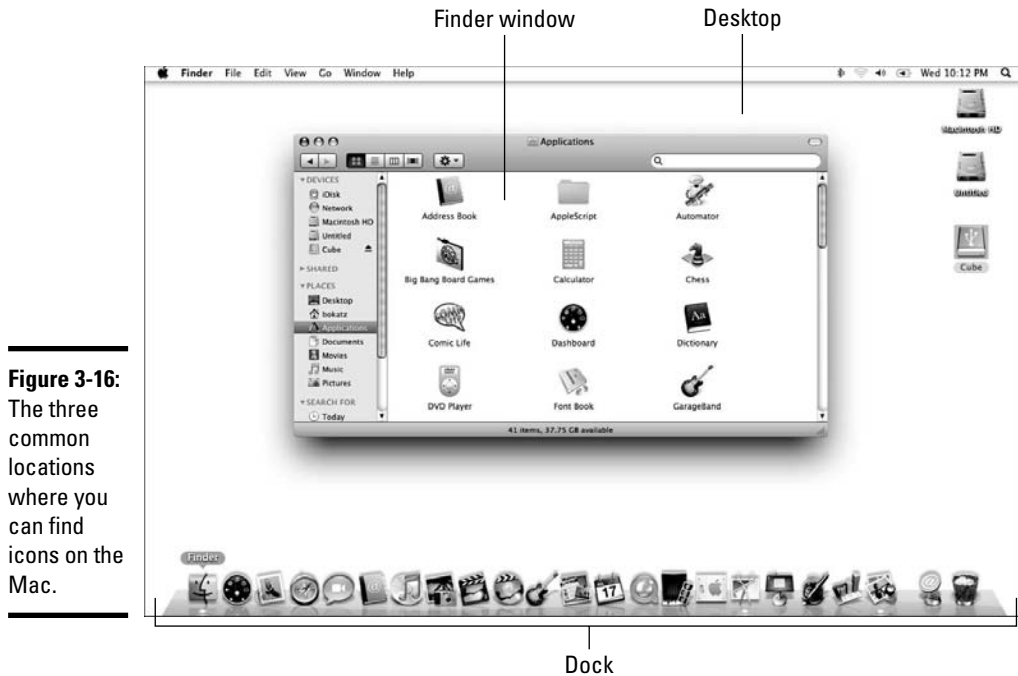 Finder window
Desktop
Finder File Edit View Go Window Help
Wed 10:12 PM
Macintosh HD
Untitled
Cube
Applications
DEVICES
iDisk
Network
Macintosh HD
Untitled
Cube
SHARED
PLACES
Desktop
bokatz
Applications
Documents
Movies
Music
Pictures
SEARCH FOR
Today
Address Book
AppleScript
Automator
Big Bang Board Games
Calculator
Chess
Comic Life
Dashboard
Dictionary
DVD Player
Font Book
GarageBand
Aa
41 items, 37.75 GB available
Figure 3-16:
The three
common
locations
where you
can find
icons on the
Mac.
Finder
17
Dock